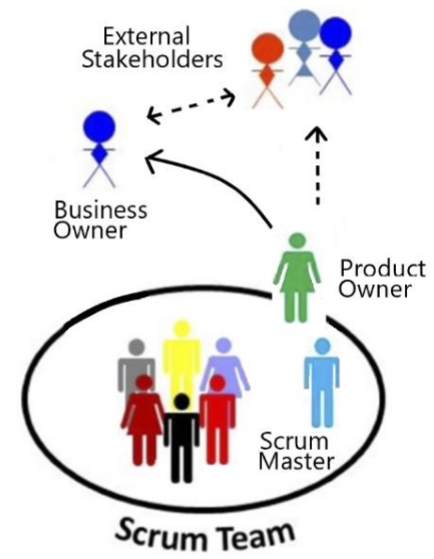 External
Stakeholders
Business
Owner
Product
Owner
Scrum
Master
Scrum Team